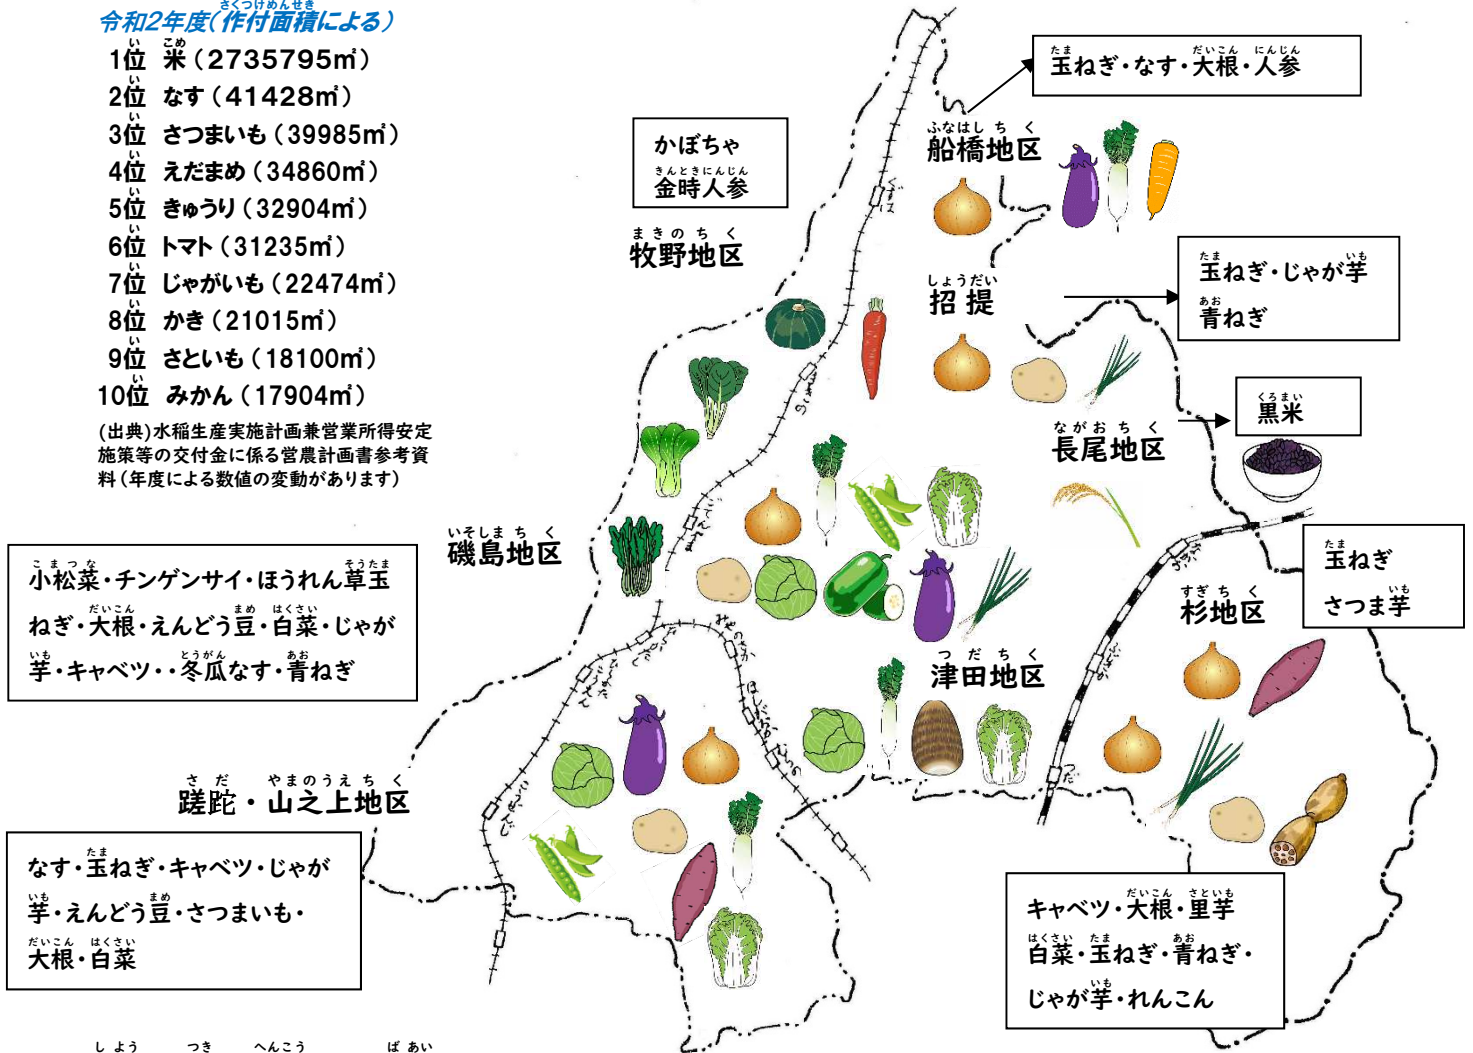 令和2年度(作付面積による)
1位 米(2735795㎡)
2位 なす(41428㎡)
3位 さつまいも(39985㎡)
4位 えだまめ(34860㎡)
5位 きゅうり(32904㎡)
6位 トマト(31235㎡)
7位 じゃがいも(22474㎡)
8位 かき(21015㎡)
9位 さといも(18100㎡)
10位 みかん(17904㎡)
(出典)水稲生産実施計画兼営業所得安定
施策等の交付金に係る営農計画書参考資
料(年度による数値の変動があります)
玉ねぎ・なす・大根・人参
船橋地区
かぼちゃ
金時人参
牧野地区
玉ねぎ・じゃが芋
青ねぎ
招提
黒米
長尾地区
磯島地区
小松菜・チンゲンサイ・ほうれん草玉
ねぎ・大根・えんどう豆・白菜・じゃが
芋・キャベツ・・冬瓜なす・青ねぎ
玉ねぎ
さつま芋
杉地区
津田地区
蹉跎・山之上地区
なす・玉ねぎ・キャベツ・じゃが
芋・えんどう豆・さつまいも・
大根・白菜
キャベツ・大根・里芋
白菜・玉ねぎ・青ねぎ・
じゃが芋・れんこん
しよう つき へんこう ばあい